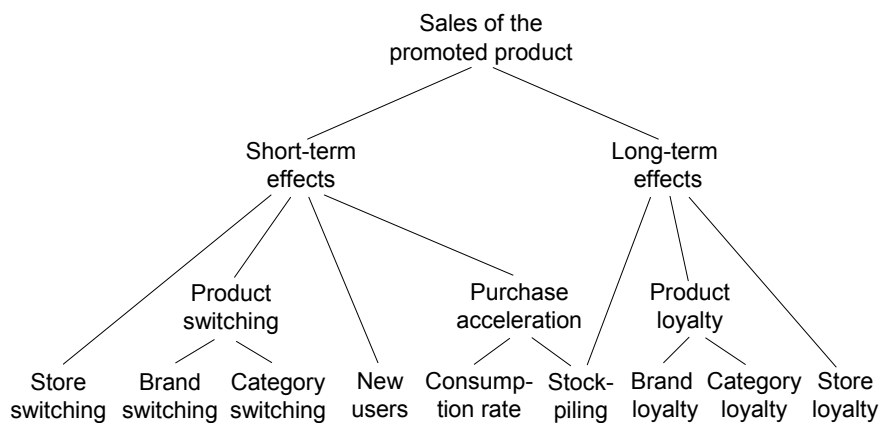 Sales of the
promoted product
Short-term
effects
Long-term
effects
Product
switching
Purchase
acceleration
Product
loyalty
Store
switching
Brand
switching
Category
switching
New
users
Consump-
tion rate
Stock-
piling
Brand
loyalty
Category
loyalty
Store
loyalty